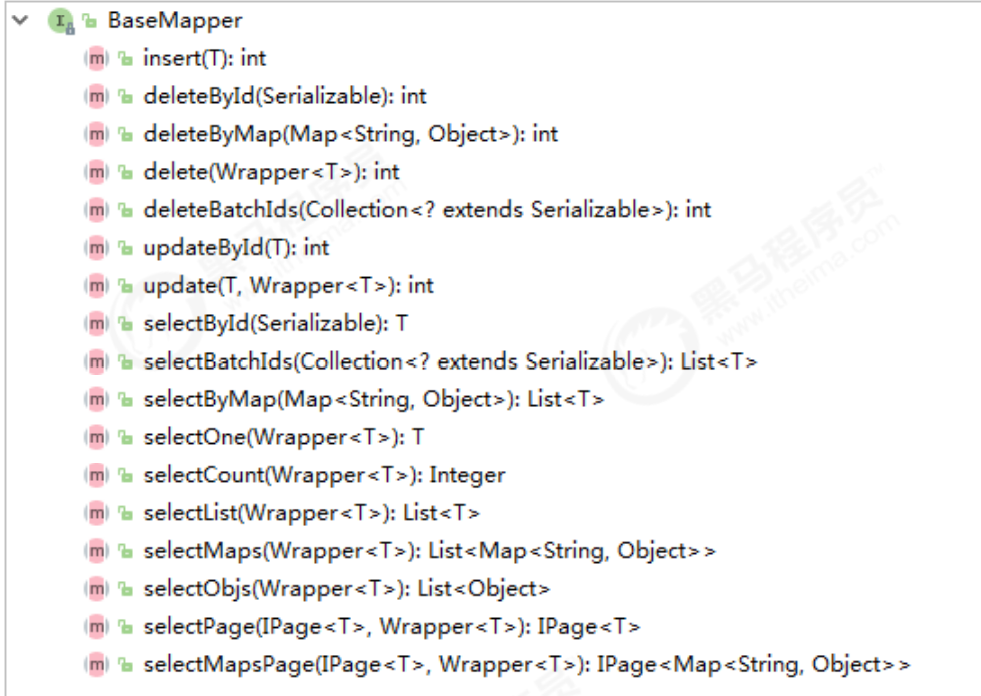 BaseMapper
insert(T): int
deleteById(Serializable): int
deleteByMap(Map<String, Object>): int
delete(Wrapper<T>): int
deleteBatchIds(Collection<? extends Serializable>): int
updateById(T): int
update(T, Wrapper<T>): int
selectById(Serializable): T
selectBatchIds(Collection<? extends Serializable>): List<T>
selectByMap(Map<String, Object>): List<T>
selectOne(Wrapper<T>): T
selectCount(Wrapper<T>): Integer
selectList(Wrapper<T>): List<T>
selectMaps(Wrapper<T>): List<Map<String, Object>>
selectObjs(Wrapper<T>): List<Object>
selectPage(IPage<T>, Wrapper<T>): IPage<T>
selectMapsPage(IPage<T>, Wrapper<T>): IPage<Map<String, Object>>
黑马程序员
www.itheima.com